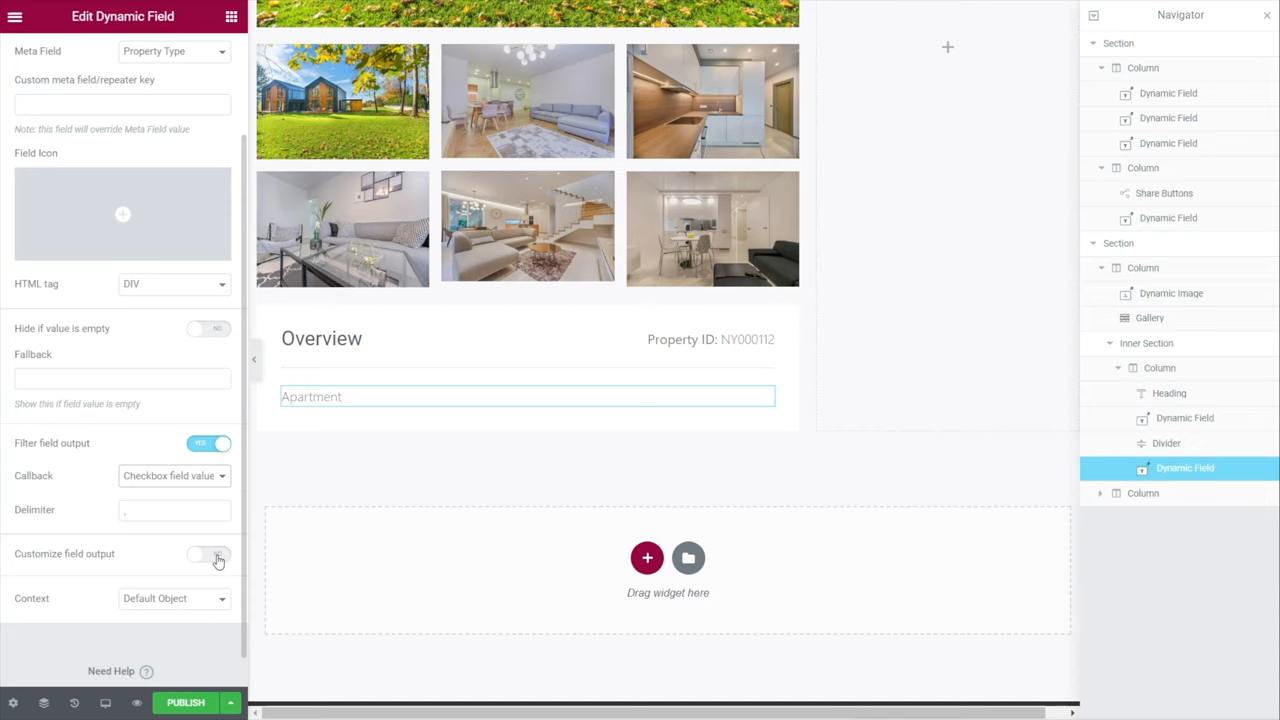 Edit Dynamic Field
Meta Field
Property Type
Custom meta field/repeater key
Note: this field will override Meta Field value
Field Icon
HTML tag
DIV
Hide if value is empty
NO
Fallback
Show this if field value is empty
Filter field output
YES
Callback
Checkbox field value
Delimiter
,
Customize field output
Context
Default Object
Need Help ?
PUBLISH
Overview
Property ID: NY000112
Apartment
Drag widget here
Navigator
Section
Column
Dynamic Field
Dynamic Field
Dynamic Field
Column
Share Buttons
Dynamic Field
Section
Column
Dynamic Image
Gallery
Inner Section
Column
Heading
Dynamic Field
Divider
Dynamic Field
Column